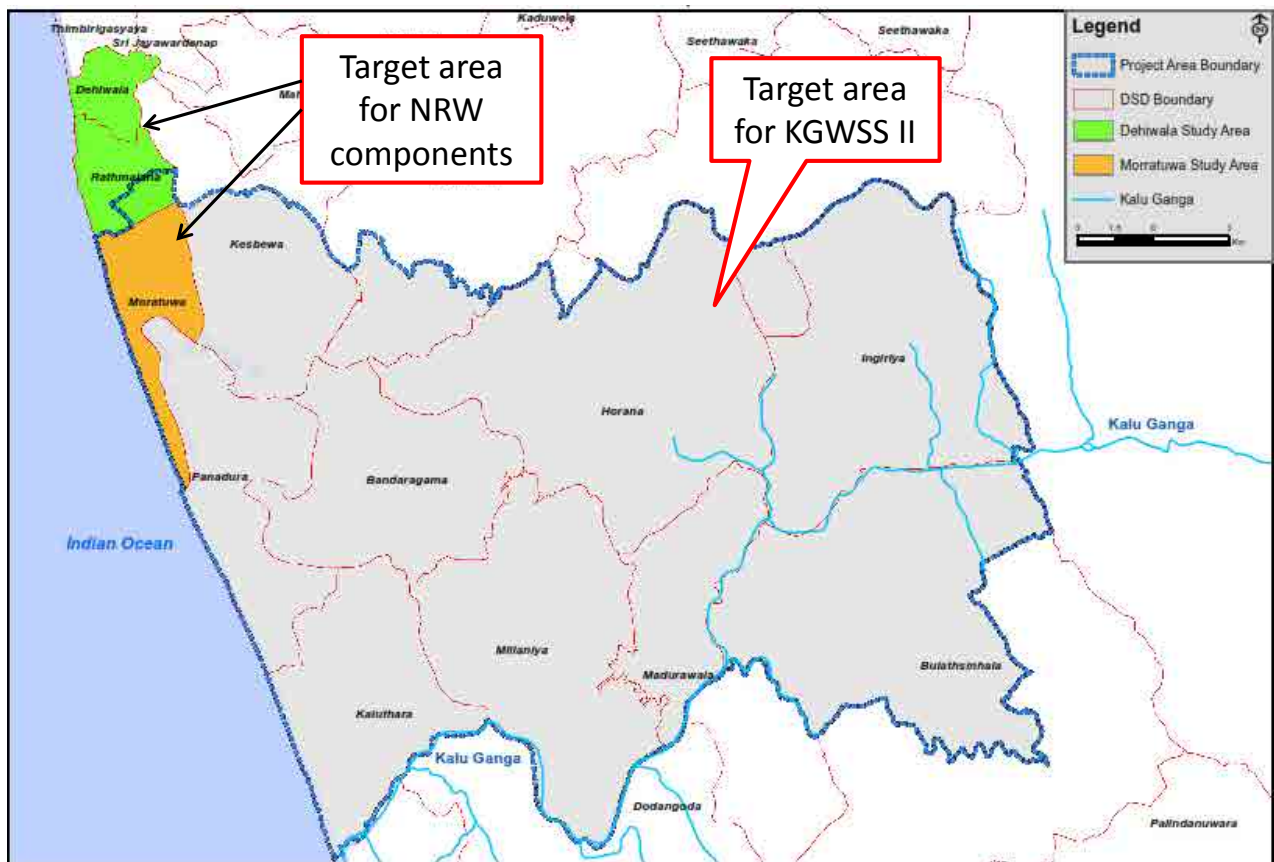 Thimbirigasyaya
Sri Jayawardenap
Kaduwela
Seethawaka
Seethawaka
Dehiwala
Mah
Rathmalana
Target area
for NRW
components
Target area
for KGWSS II
Legend
N
Project Area Boundary
DSD Boundary
Dehiwala Study Area
Morratuwa Study Area
Kalu Ganga
Km
Kesbewa
Moratuwa
Ingiriya
Horana
Kalu Ganga
Panadura
Bandaragama
Indian Ocean
Millaniya
Madurawala
Bulathsinhala
Kaluthara
Kalu Ganga
Dodangoda
Palindanuwara